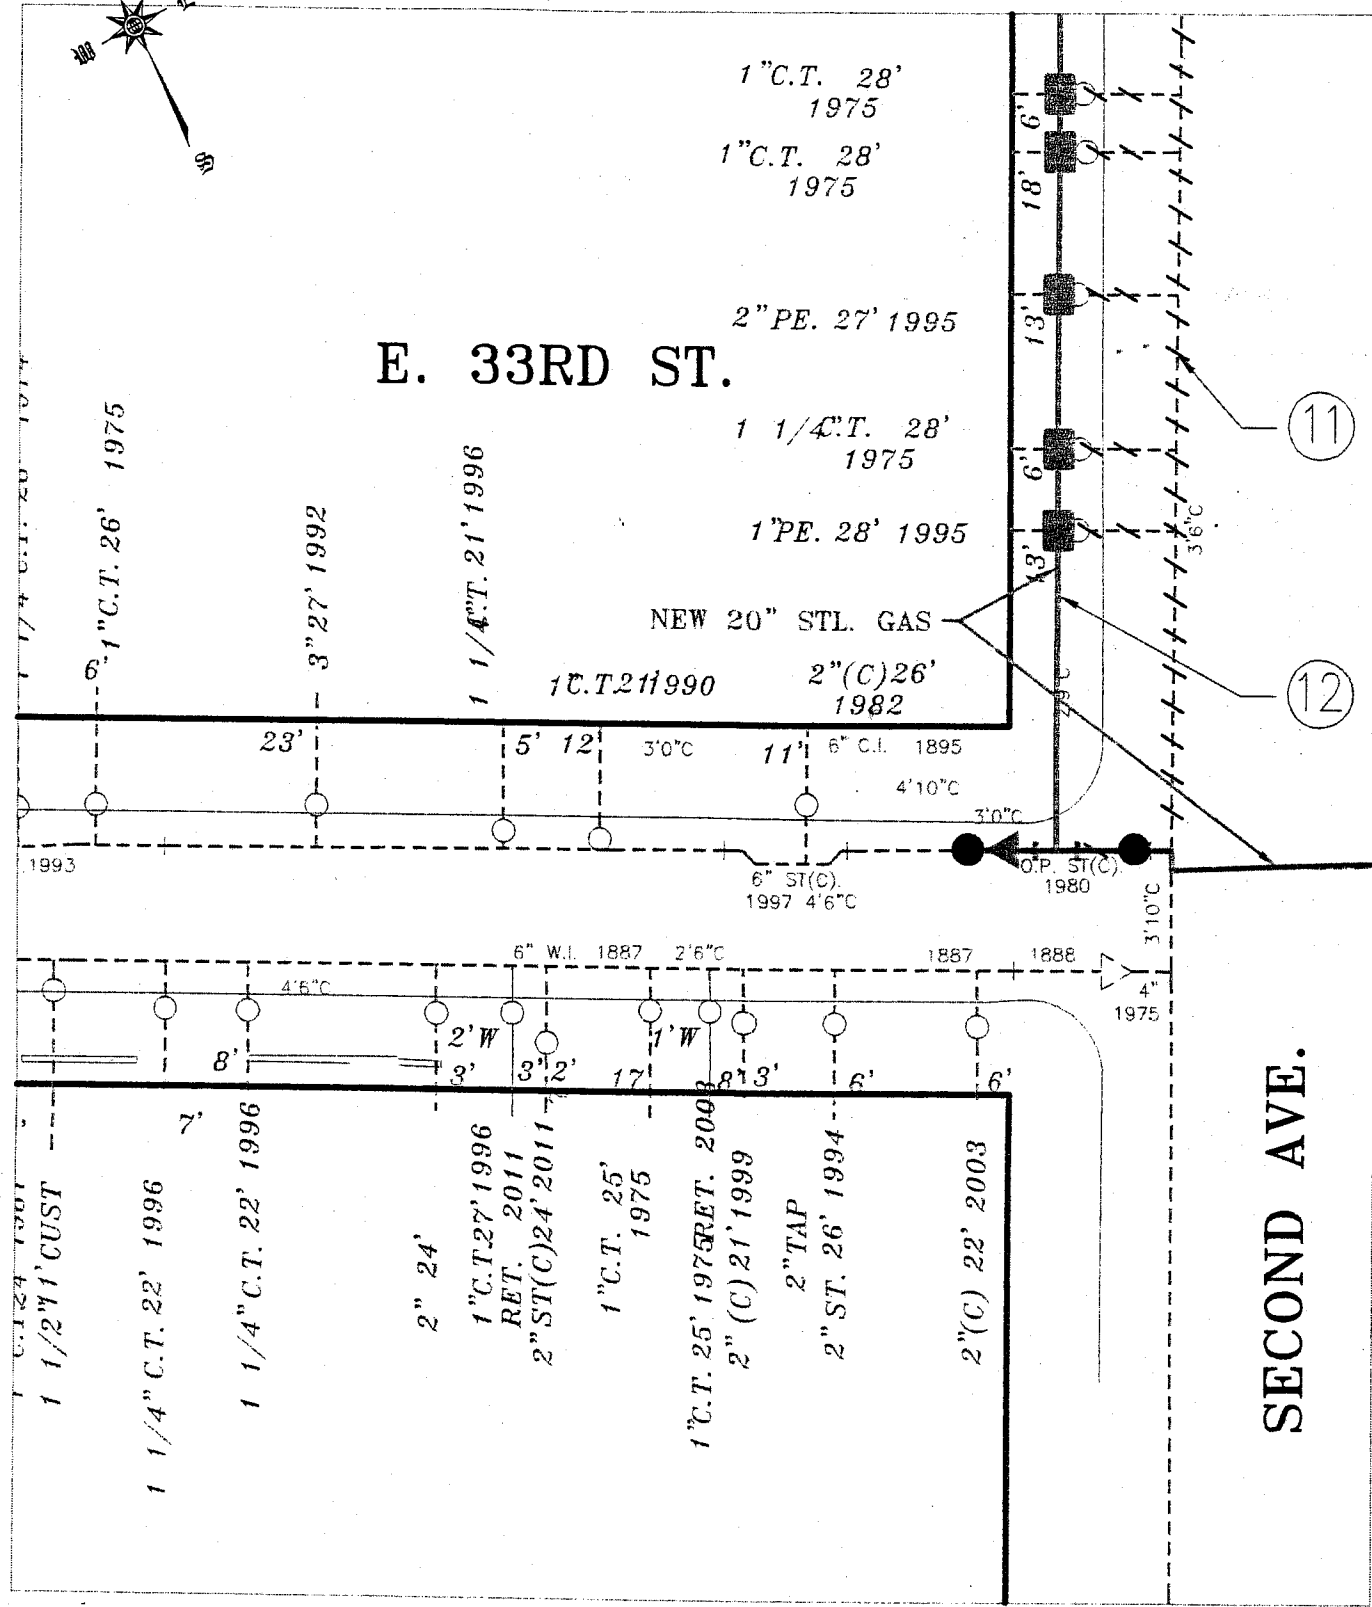 W
S
1"C.T. 28'
1975
6'
1"C.T. 28'
1975
18'
2"PE. 27' 1995
13'
E. 33RD ST.
11
1 1/4"C.T. 28'
1975
6'
1"PE. 28' 1995
13'
3'6"C
NEW 20" STL. GAS
12
1"C.T. 26' 1975
6'
3" 27' 1992
1 1/4"C.T. 21' 1996
1"C.T. 21' 1990
2"(C)26'
1982
23'
5'
12'
3'0"C
11'
6" C.I. 1895
4'10"C
3'0"C
1993
6" ST(C).
1997 4'6"C
O.P. ST(C).
1980
3'10"C
6" W.I. 1887 2'6"C
1887
1888
4"
1975
4'6"C
2'W
1'W
8'
3'
3'
2'
17'
8'
13'
6'
6'
7'
1 1/2" 11' CUST
1 1/4" C.T. 22' 1996
1 1/4" C.T. 22' 1996
2" 24'
1"C.T.27' 1996
RET. 2011
2"ST(C)24' 2011
1"C.T. 25'
1975
1"C.T. 25' 1975 RET. 2003
2" (C) 21' 1999
2"TAP
2"ST. 26' 1994
2"(C) 22' 2003
SECOND AVE.